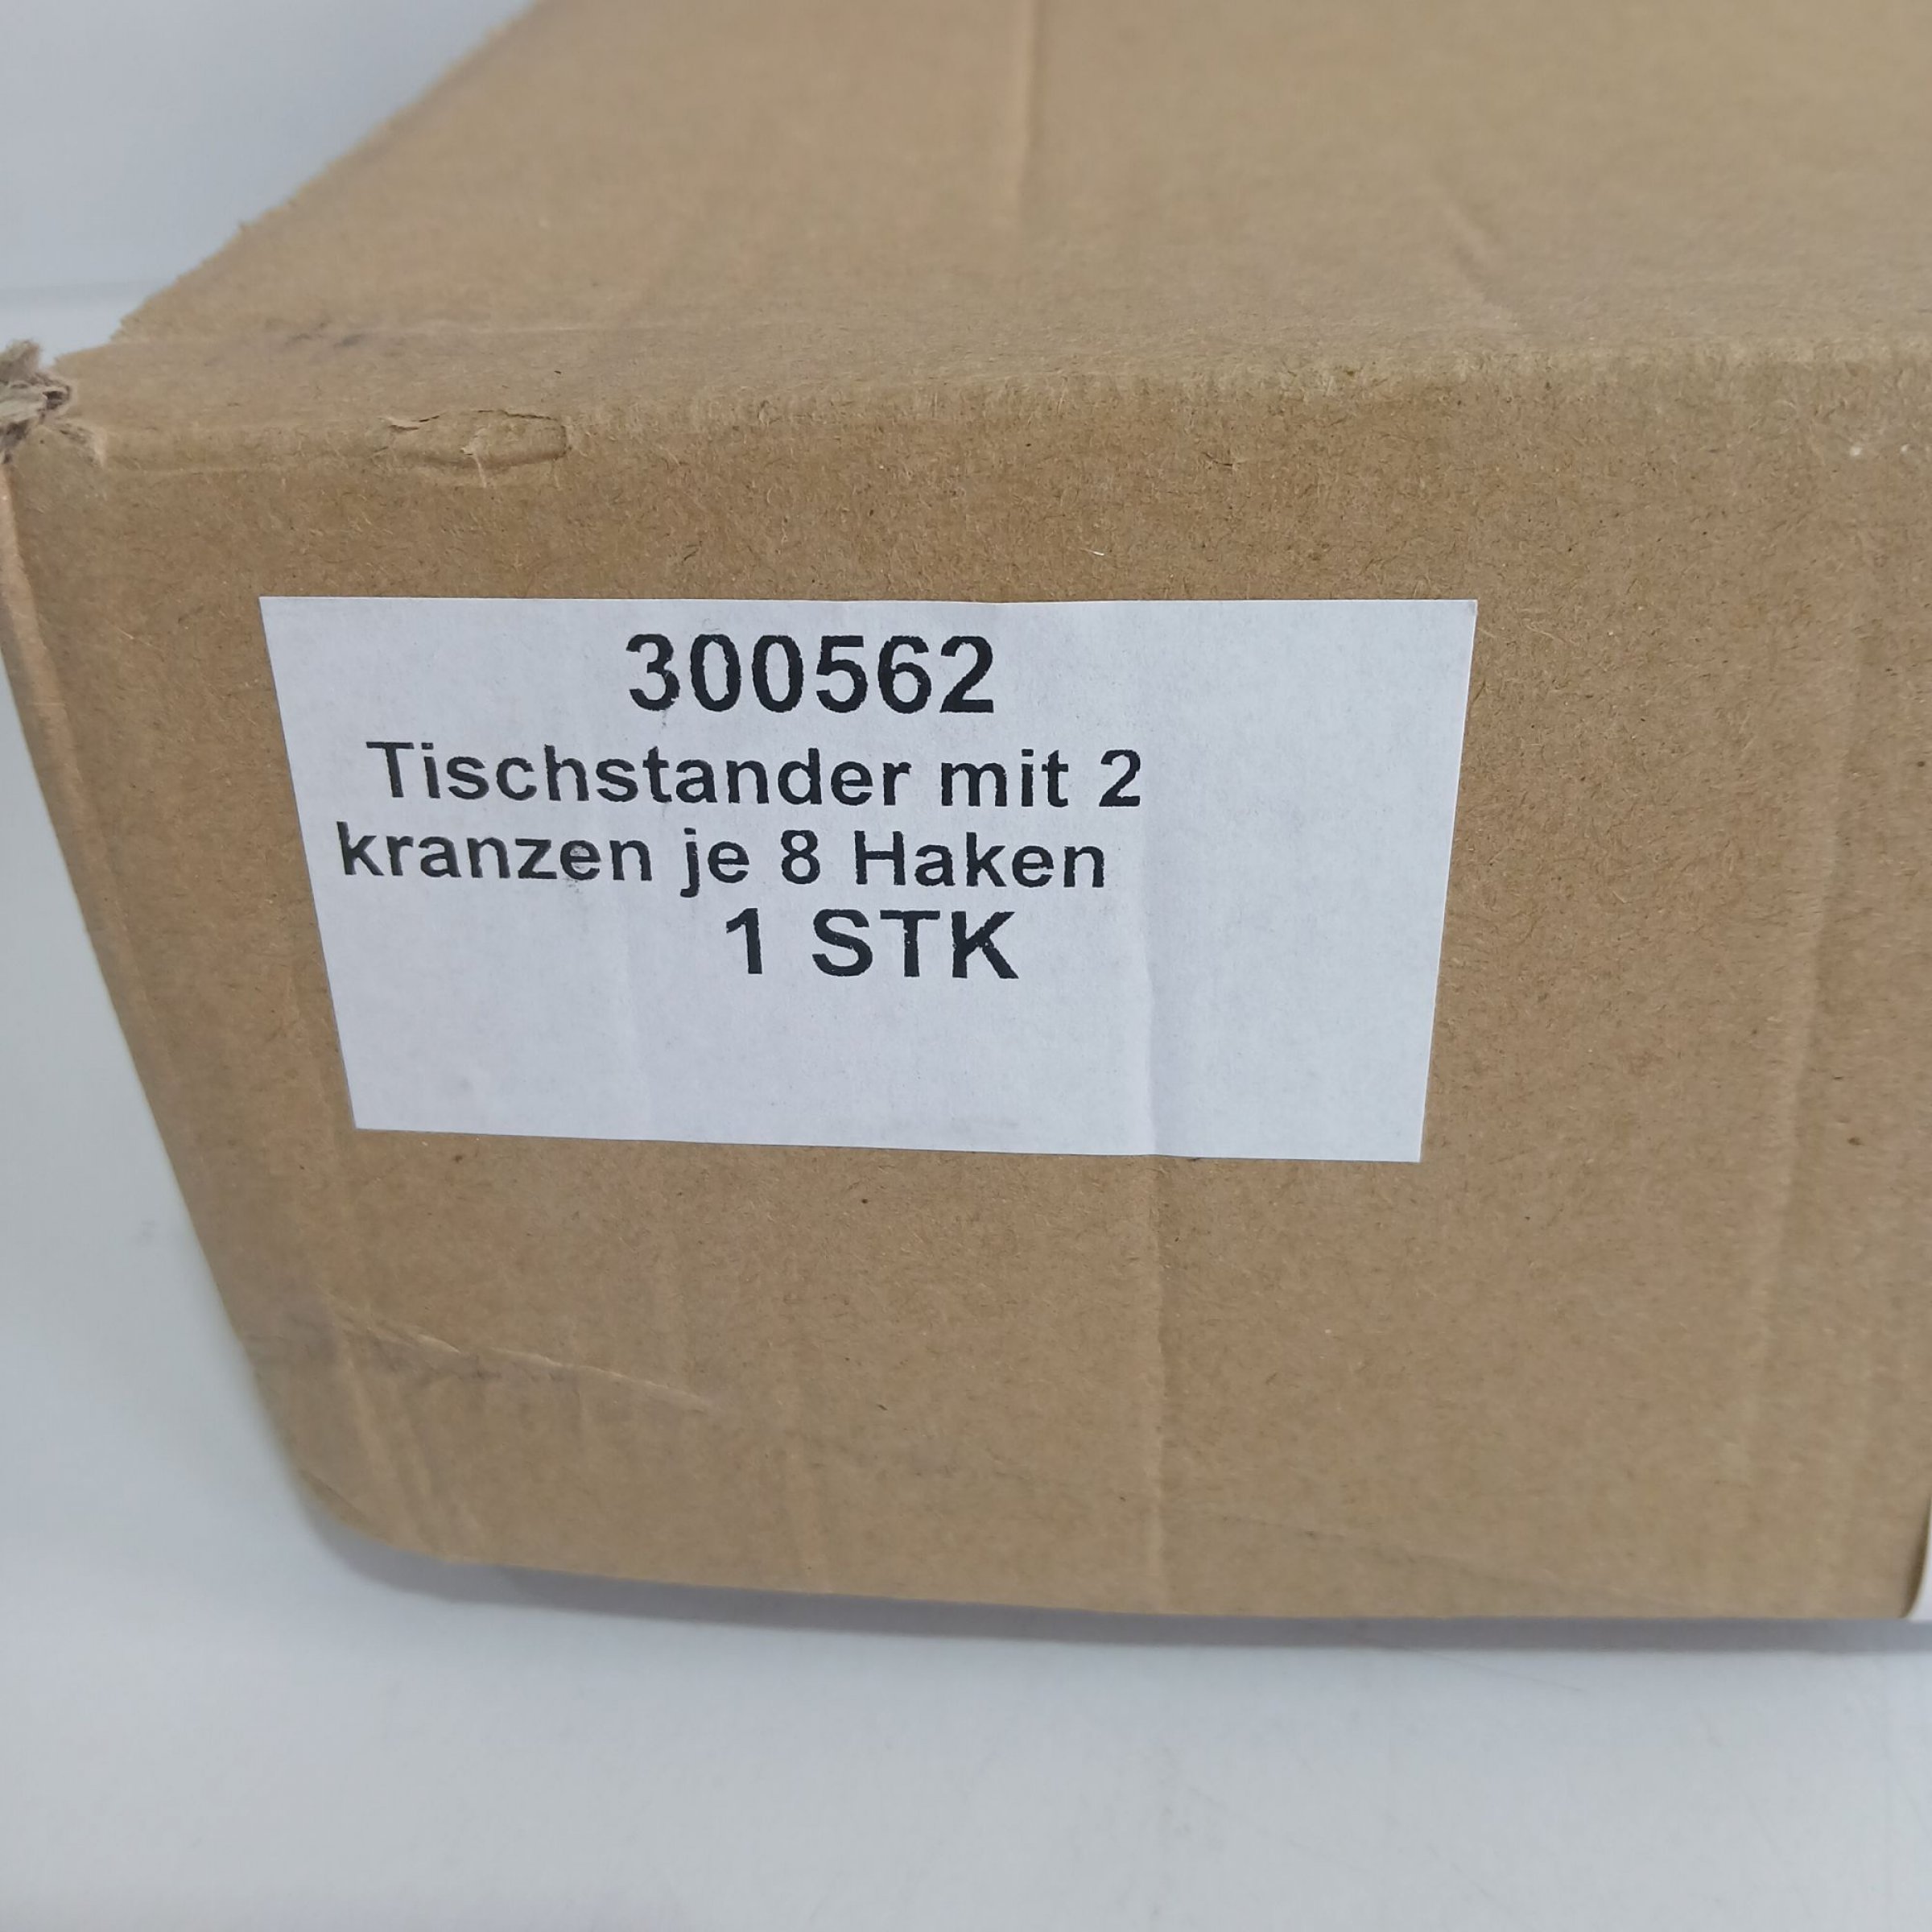 300562
Tischstander mit 2
kranzen je 8 Haken
1 STK